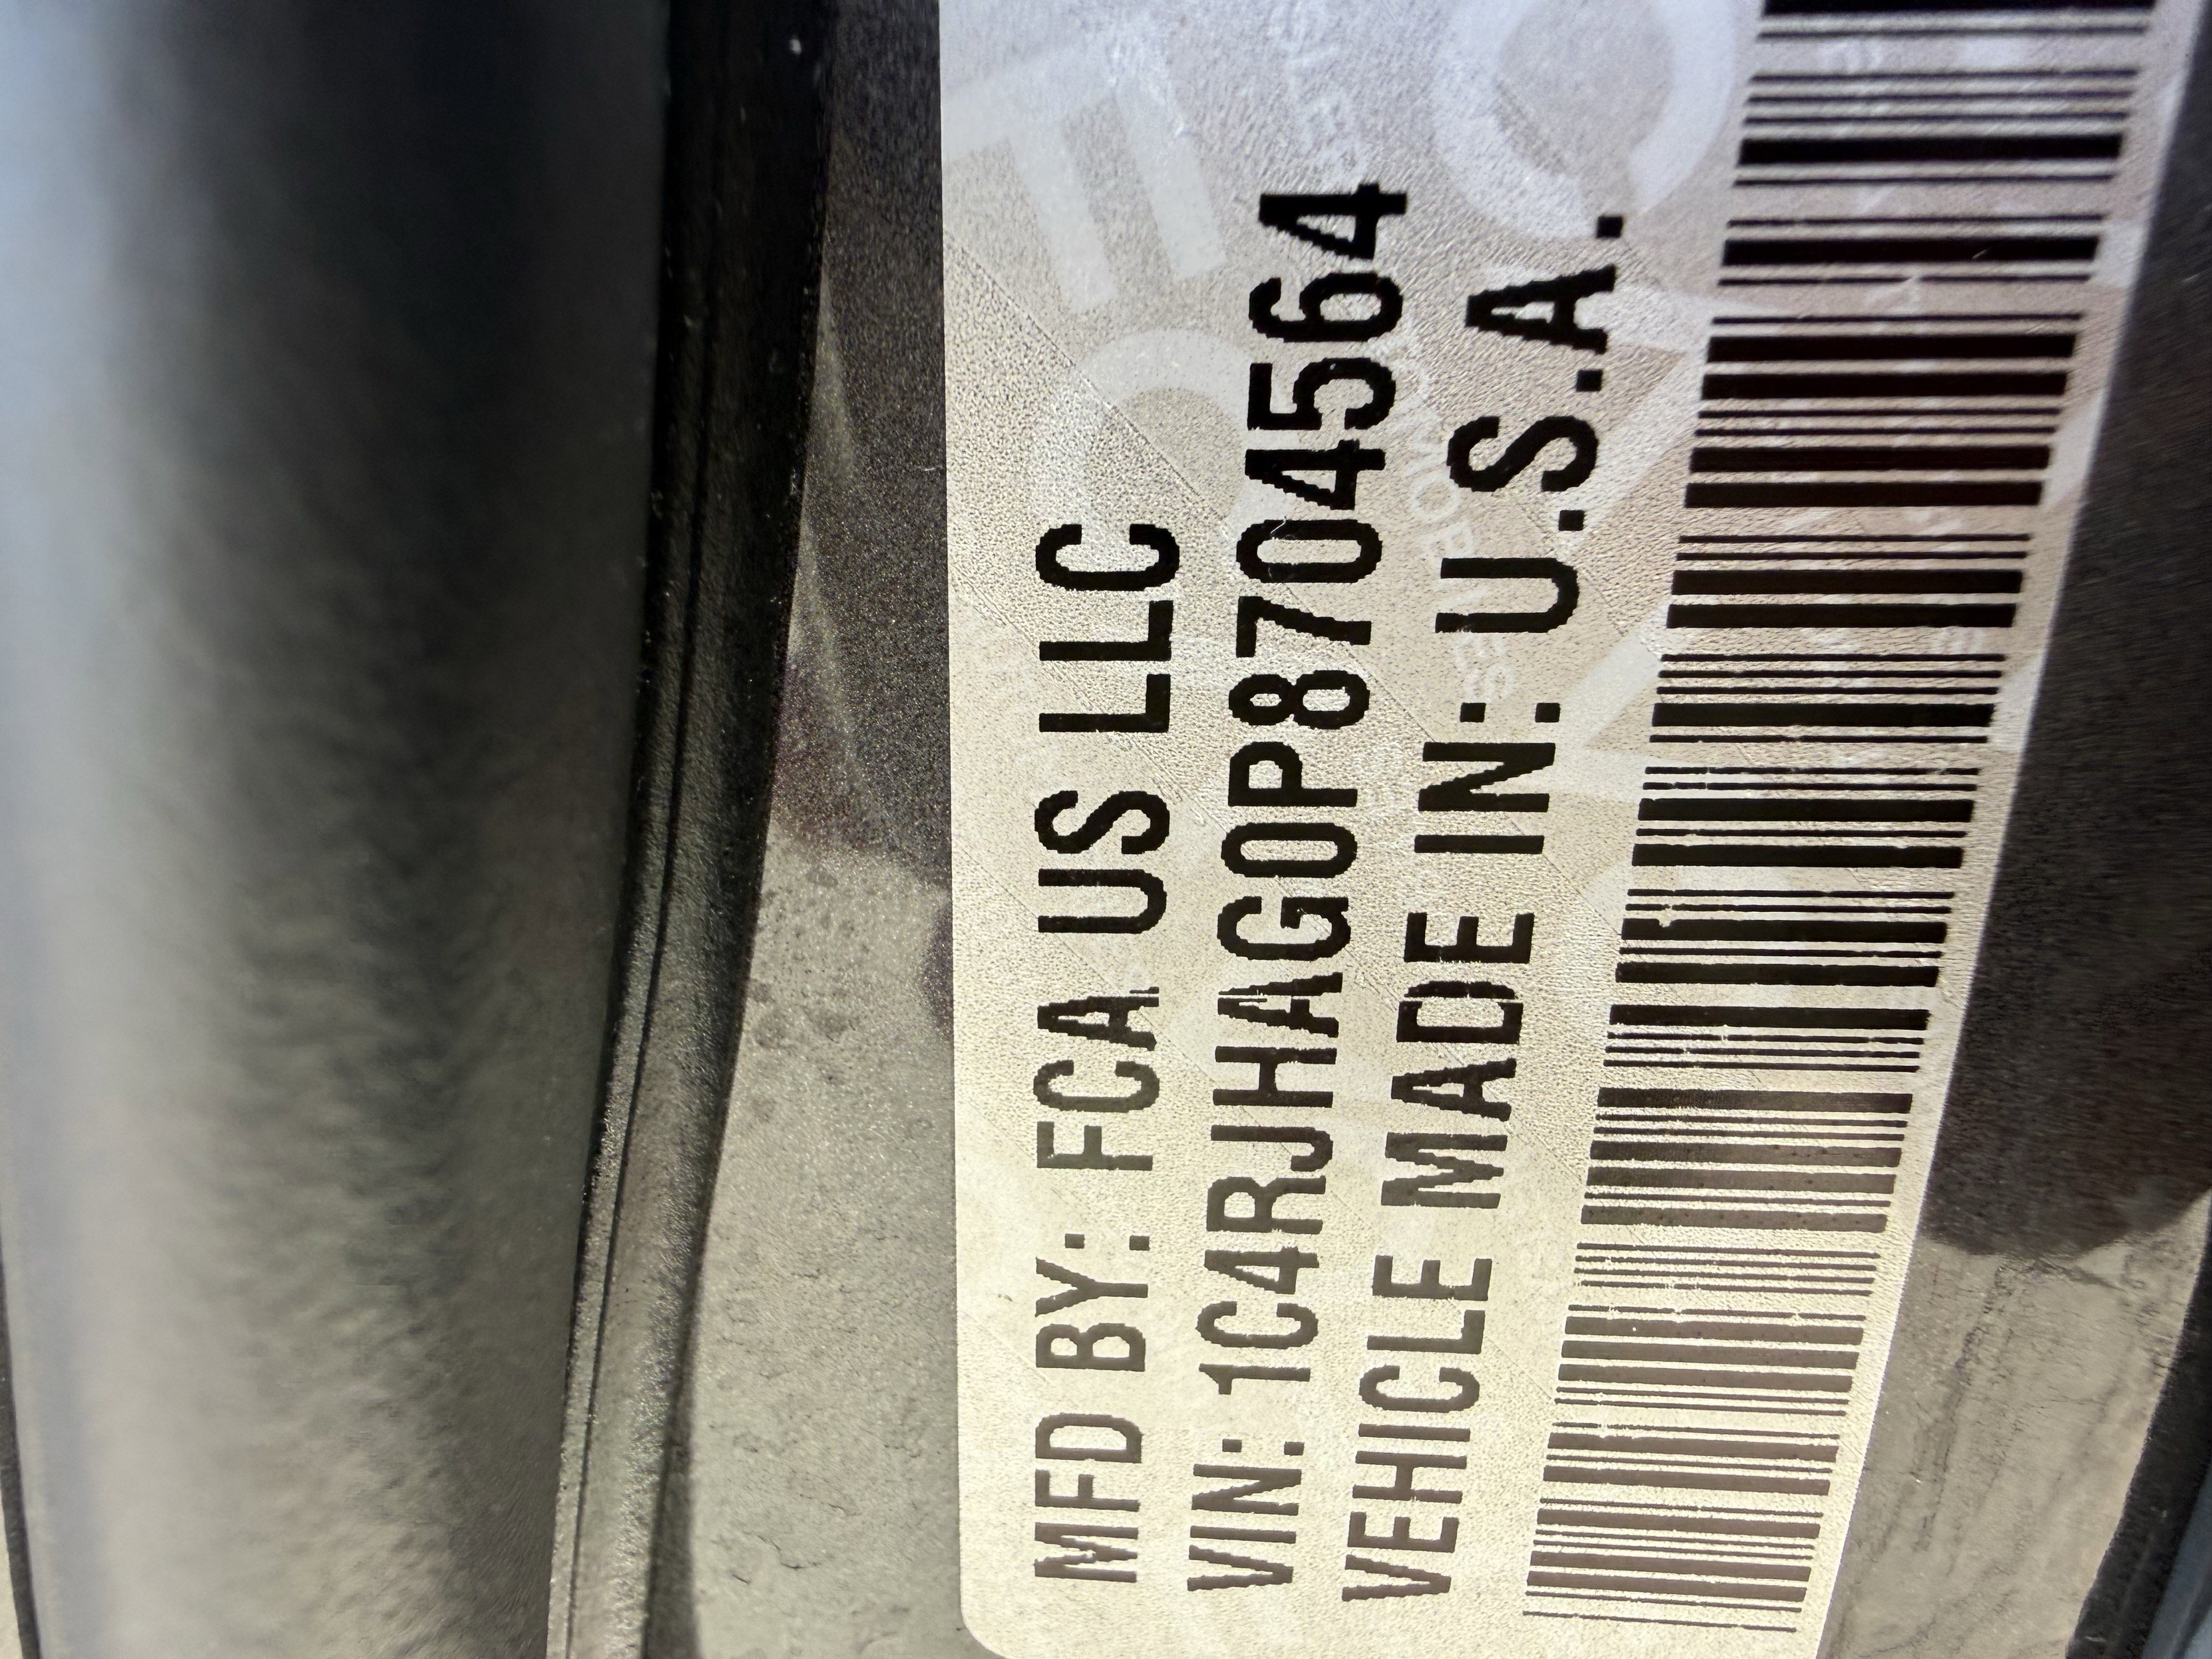 MFD BY: FCA US LLC
VIN: 1C4RJHAG0P8704564
VEHICLE MADE IN: U.S.A.